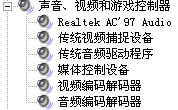 声音、视频和游戏控制器
Realtek AC'97 Audio
传统视频捕捉设备
传统音频驱动程序
媒体控制设备
视频编码解码器
音频编码解码器